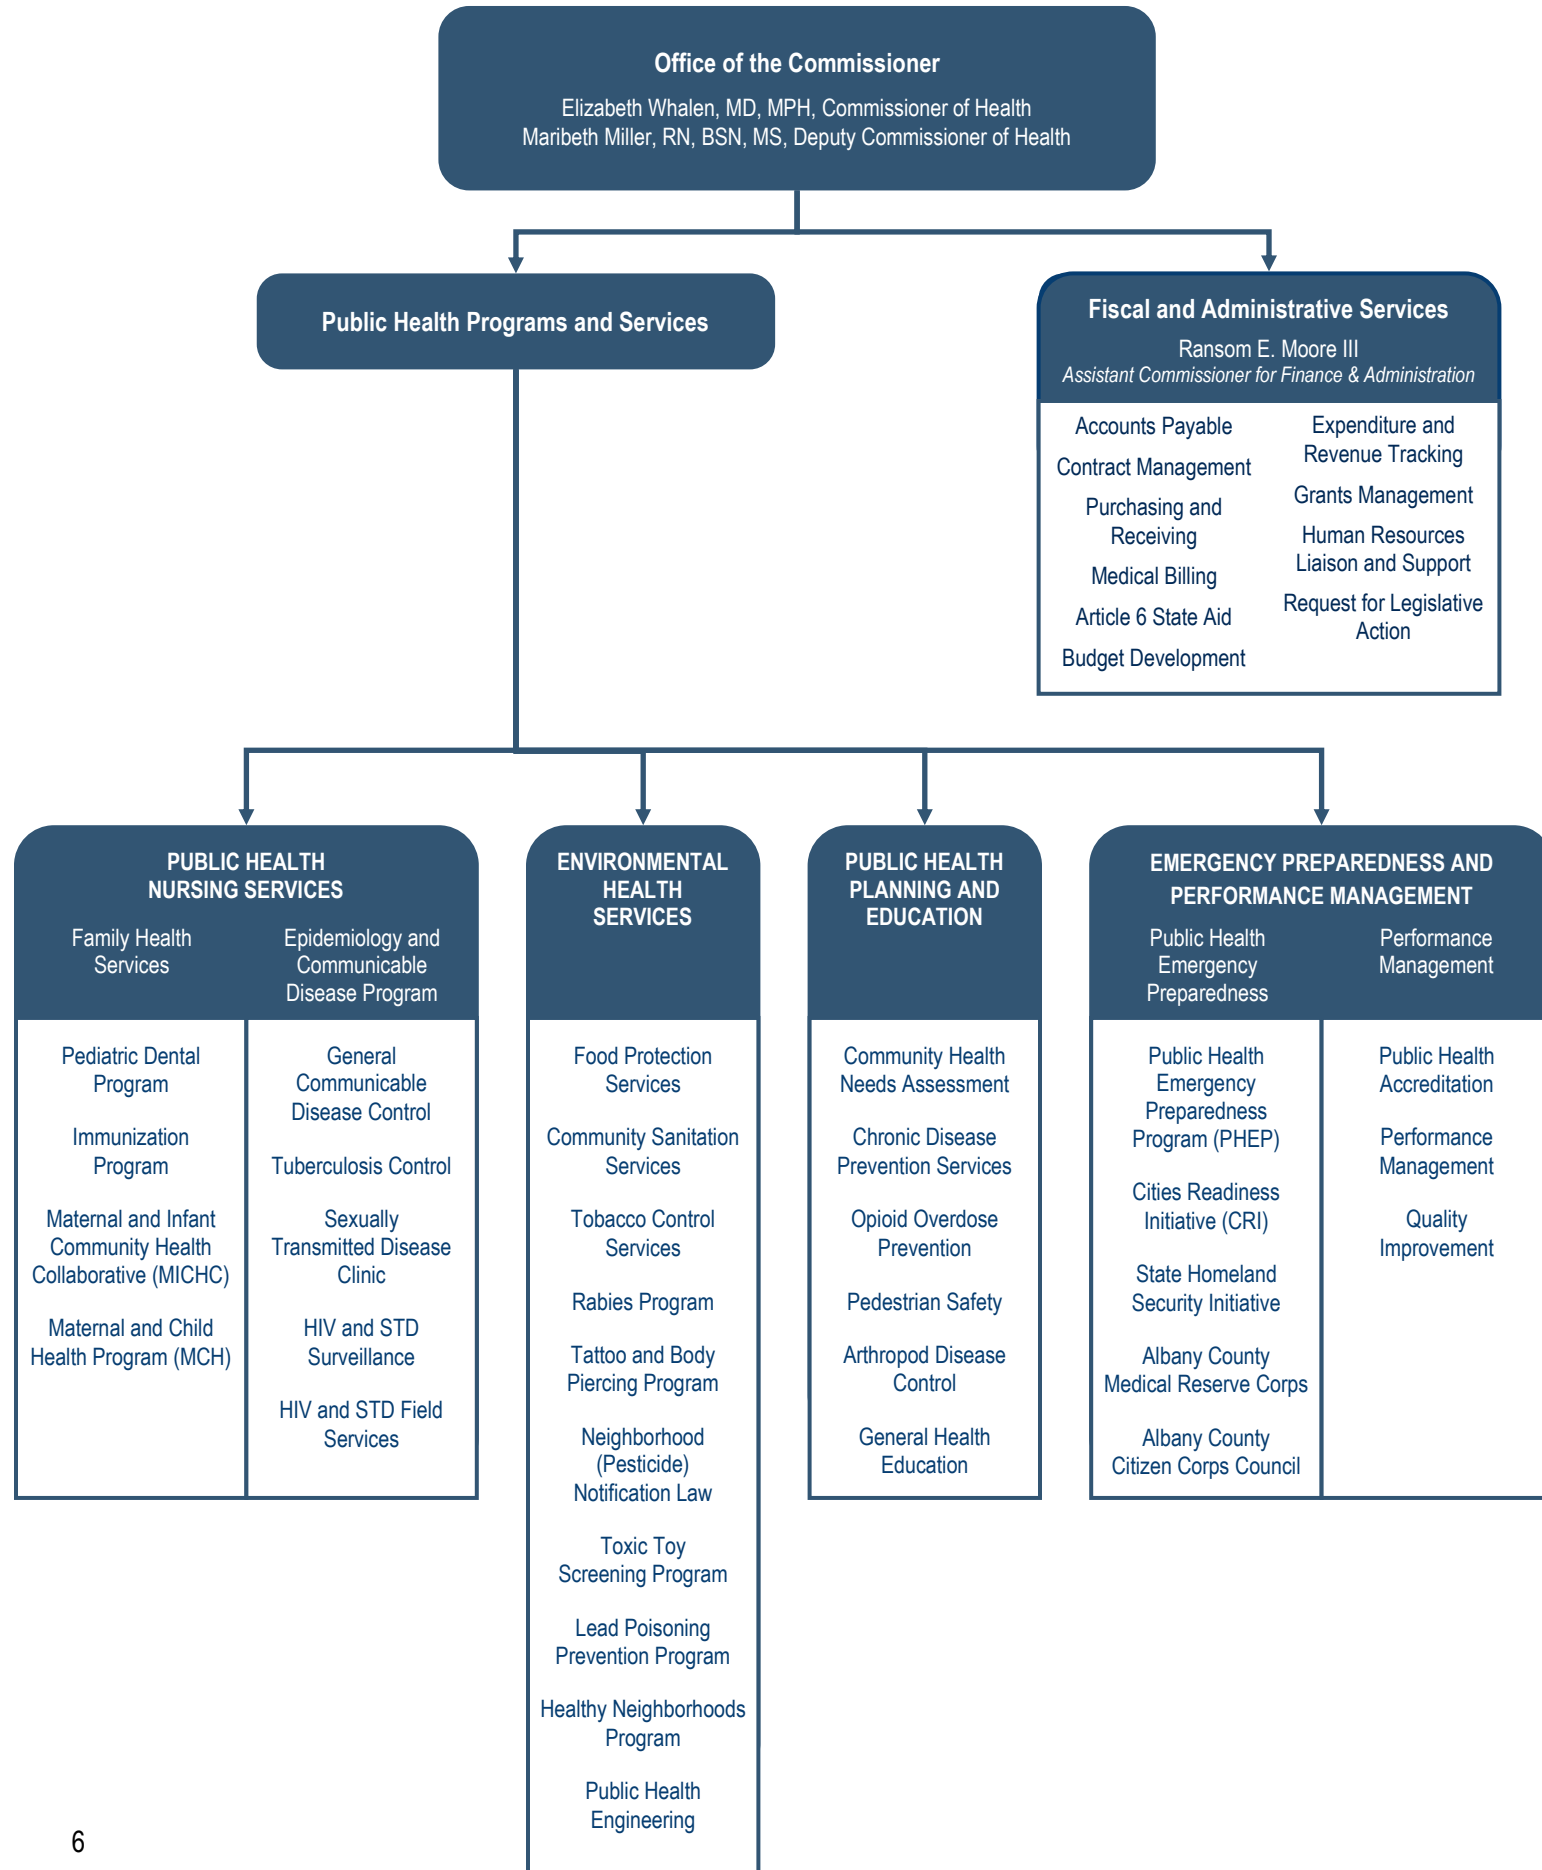 Office of the Commissioner
Elizabeth Whalen, MD, MPH, Commissioner of Health
Maribeth Miller, RN, BSN, MS, Deputy Commissioner of Health
Public Health Programs and Services
Fiscal and Administrative Services
Ransom E. Moore III
Assistant Commissioner for Finance & Administration
Accounts Payable
Contract Management
Purchasing and
Receiving
Medical Billing
Article 6 State Aid
Budget Development
Expenditure and
Revenue Tracking
Grants Management
Human Resources
Liaison and Support
Request for Legislative
Action
PUBLIC HEALTH
NURSING SERVICES
Family Health
Services
Pediatric Dental
Program
Immunization
Program
Maternal and Infant
Community Health
Collaborative (MICHC)
Maternal and Child
Health Program (MCH)
Epidemiology and
Communicable
Disease Program
General
Communicable
Disease Control
Tuberculosis Control
Sexually
Transmitted Disease
Clinic
HIV and STD
Surveillance
HIV and STD Field
Services
ENVIRONMENTAL
HEALTH
SERVICES
Food Protection
Services
Community Sanitation
Services
Tobacco Control
Services
Rabies Program
Tattoo and Body
Piercing Program
Neighborhood
(Pesticide)
Notification Law
Toxic Toy
Screening Program
Lead Poisoning
Prevention Program
Healthy Neighborhoods
Program
Public Health
Engineering
PUBLIC HEALTH
PLANNING AND
EDUCATION
Community Health
Needs Assessment
Chronic Disease
Prevention Services
Opioid Overdose
Prevention
Pedestrian Safety
Arthropod Disease
Control
General Health
Education
EMERGENCY PREPAREDNESS AND
PERFORMANCE MANAGEMENT
Public Health
Emergency
Preparedness
Public Health
Emergency
Preparedness
Program (PHEP)
Cities Readiness
Initiative (CRI)
State Homeland
Security Initiative
Albany County
Medical Reserve Corps
Albany County
Citizen Corps Council
Performance
Management
Public Health
Accreditation
Performance
Management
Quality
Improvement
6